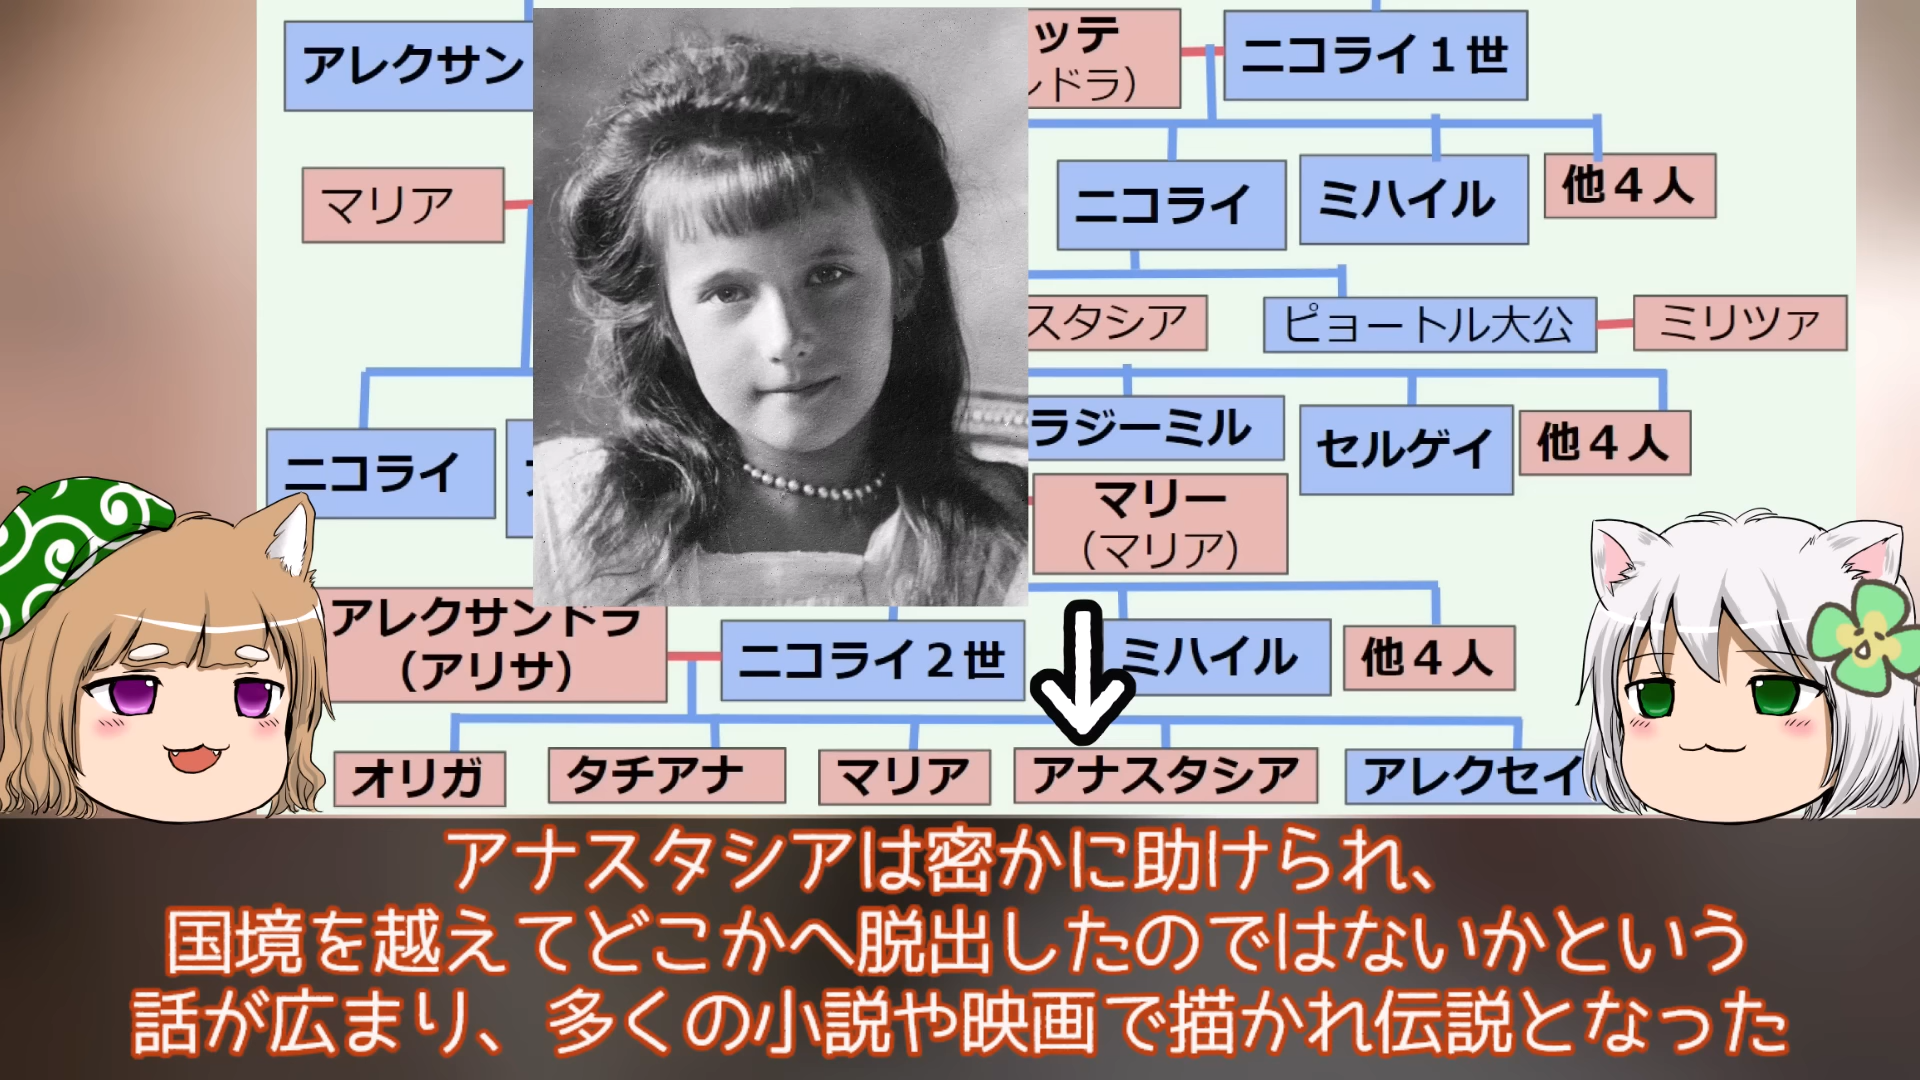 アレクサン
ッテ
ンドラ）
ニコライ１世
マリア
ニコライ
ミハイル
他４人
スタシア
ピョートル大公
ミリツァ
ニコライ
ラジーミル
セルゲイ
他４人
マリー
（マリア）
アレクサンドラ
（アリサ）
ニコライ２世
ミハイル
他４人
オリガ
タチアナ
マリア
アナスタシア
アレクセイ
アナスタシアは密かに助けられ、
国境を越えてどこかへ脱出したのではないかという
話が広まり、多くの小説や映画で描かれ伝説となった